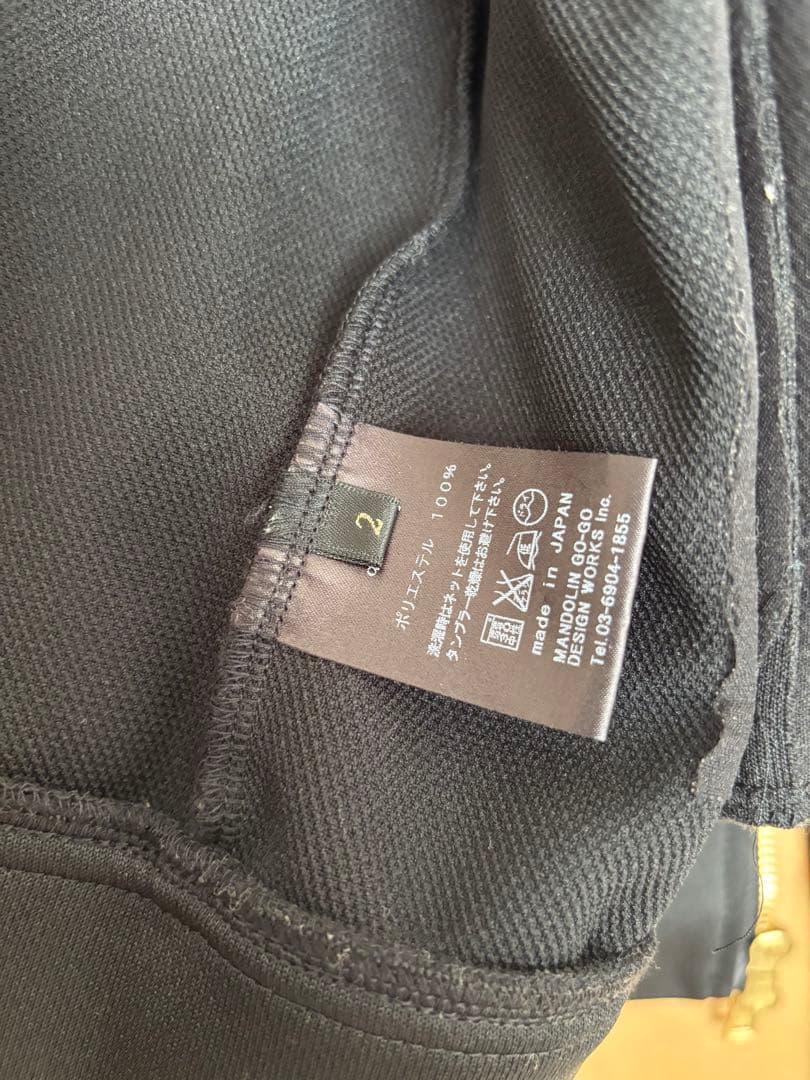 2
ポリエステル 100%
洗濯時はネットを使用して下さい。
タンブラー乾燥はお避け下さい。
中性
made in JAPAN
MANDOLIN GO-GO
DESIGN WORKS Inc.
Tel.03-6904-1855